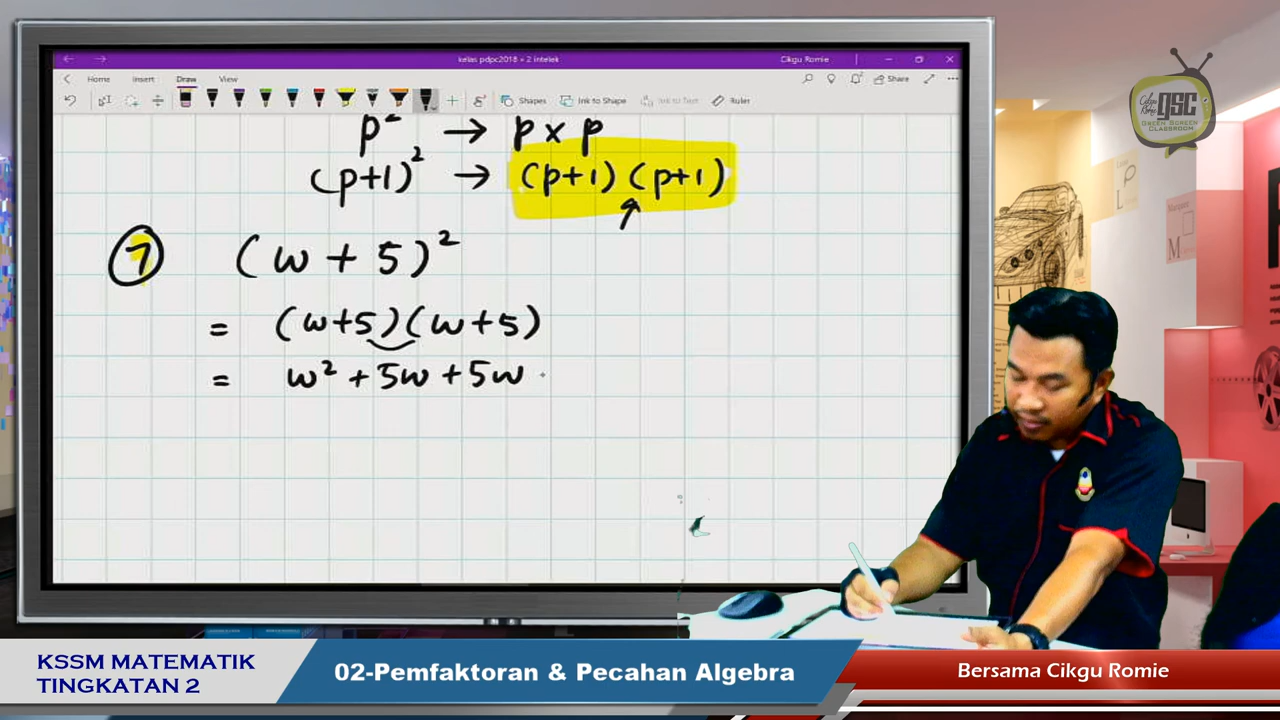 kelas pdpc2018 » 2 intelek
Cikgu Romie
Home Insert Draw View
Share
Shapes Ink to Shape Ink to Text Ruler
p² → p × p
(p+1)² → (p+1)(p+1)
7 (w + 5)²
= (w+5)(w+5)
= w² + 5w + 5w
Cikgu Romie GSC
GREEN SCREEN
CLASSROOM
L
P
M
KSSM MATEMATIK
TINGKATAN 2
02-Pemfaktoran & Pecahan Algebra
Bersama Cikgu Romie